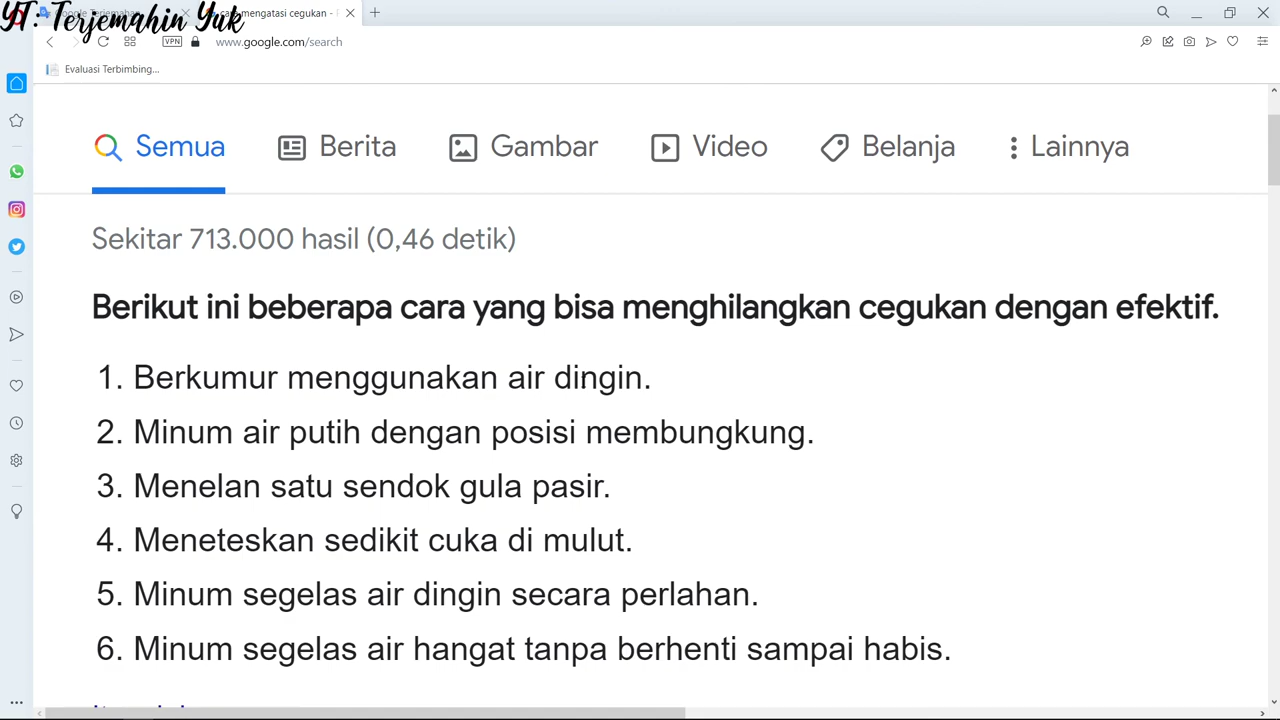 YT: Terjemahin Yuk
mengatasi cegukan -
VPN
www.google.com/search
Evaluasi Terbimbing...
Semua
Berita
Gambar
Video
Belanja
Lainnya
Sekitar 713.000 hasil (0,46 detik)
Berikut ini beberapa cara yang bisa menghilangkan cegukan dengan efektif.
1. Berkumur menggunakan air dingin.
2. Minum air putih dengan posisi membungkung.
3. Menelan satu sendok gula pasir.
4. Meneteskan sedikit cuka di mulut.
5. Minum segelas air dingin secara perlahan.
6. Minum segelas air hangat tanpa berhenti sampai habis.